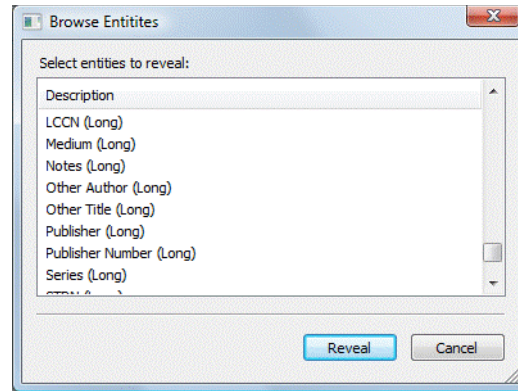 Browse Entitites
Select entities to reveal:
Description
LCCN (Long)
Medium (Long)
Notes (Long)
Other Author (Long)
Other Title (Long)
Publisher (Long)
Publisher Number (Long)
Series (Long)
Reveal
Cancel